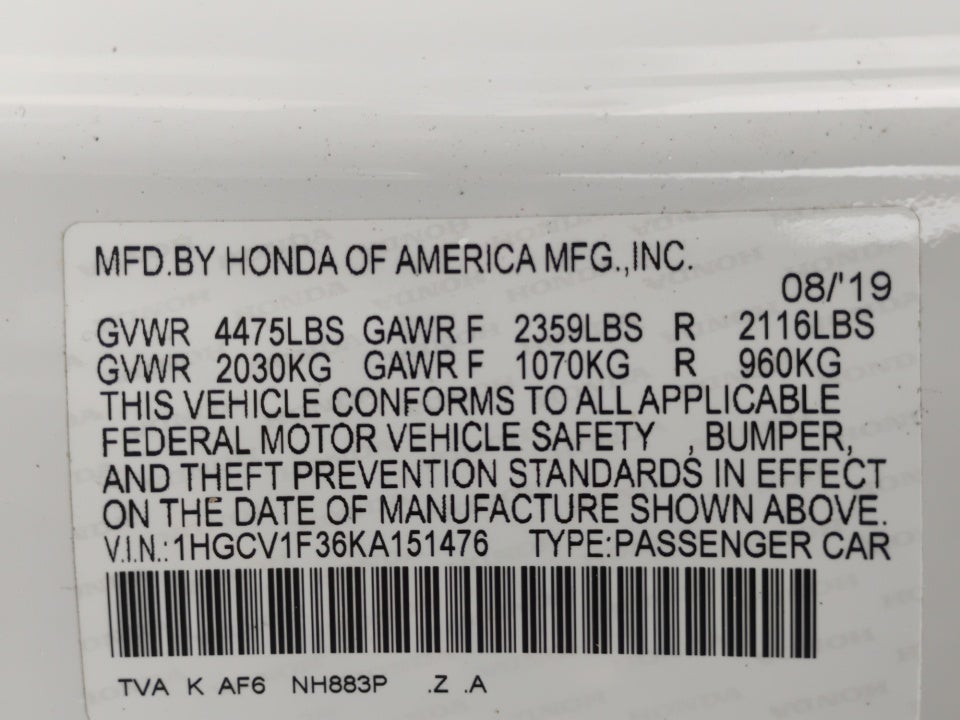 MFD.BY HONDA OF AMERICA MFG.,INC.
08/'19
GVWR 4475LBS GAWR F 2359LBS R 2116LBS
GVWR 2030KG GAWR F 1070KG R 960KG
THIS VEHICLE CONFORMS TO ALL APPLICABLE
FEDERAL MOTOR VEHICLE SAFETY , BUMPER,
AND THEFT PREVENTION STANDARDS IN EFFECT
ON THE DATE OF MANUFACTURE SHOWN ABOVE.
V.I.N.:1HGCV1F36KA151476 TYPE:PASSENGER CAR
TVA K AF6 NH883P .Z .A